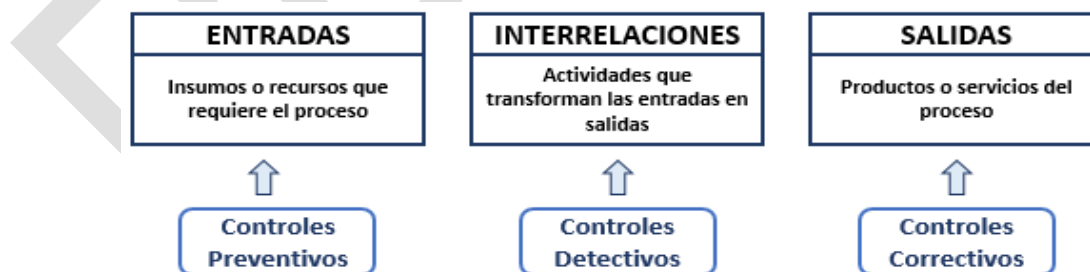 ENTRADAS
Insumos o recursos que
requiere el proceso
INTERRELACIONES
Actividades que
transforman las entradas en
salidas
SALIDAS
Productos o servicios del
proceso
Controles
Preventivos
Controles
Detectivos
Controles
Correctivos